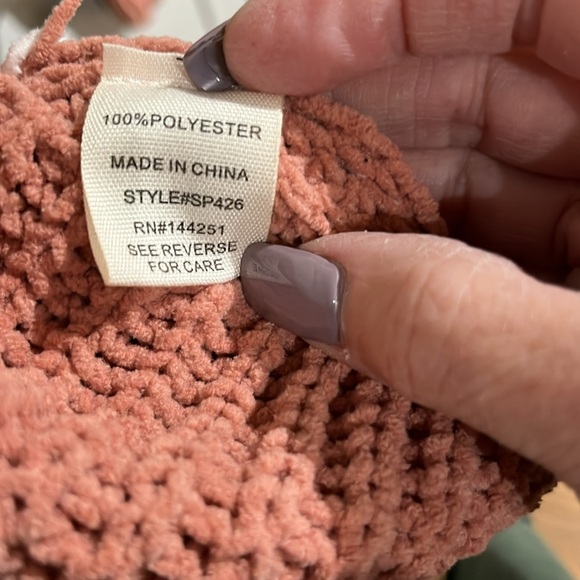 100%POLYESTER
MADE IN CHINA
STYLE#SP426
RN#144251
SEE REVERSE
FOR CARE